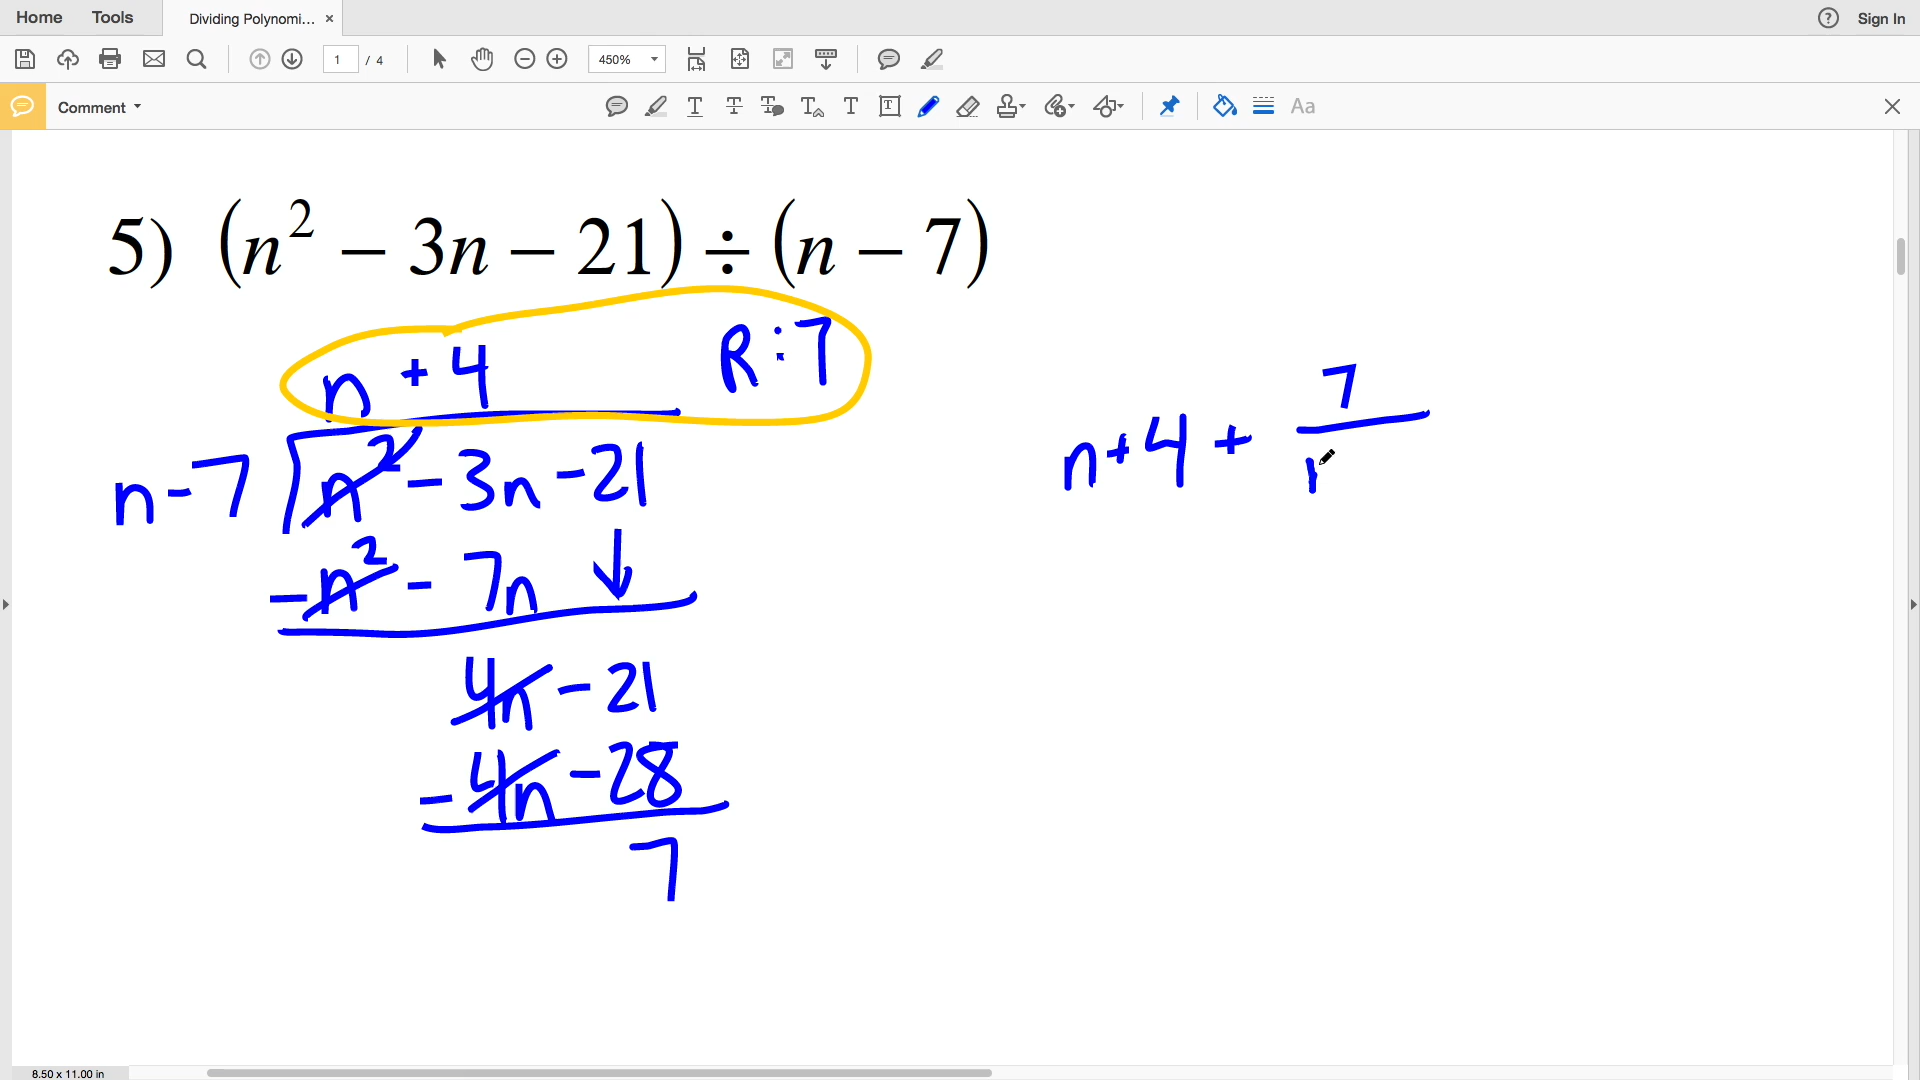 Home Tools Dividing Polynomi... × ? Sign In
1 / 4 450%
Comment T T T T T T Aa
5) (n² − 3n − 21) ÷ (n − 7)
n + 4 R:7
n-7 n² - 3n -21
-n² - 7n
4n -21
-4n -28
7
7
n+4 +
8.50 x 11.00 in